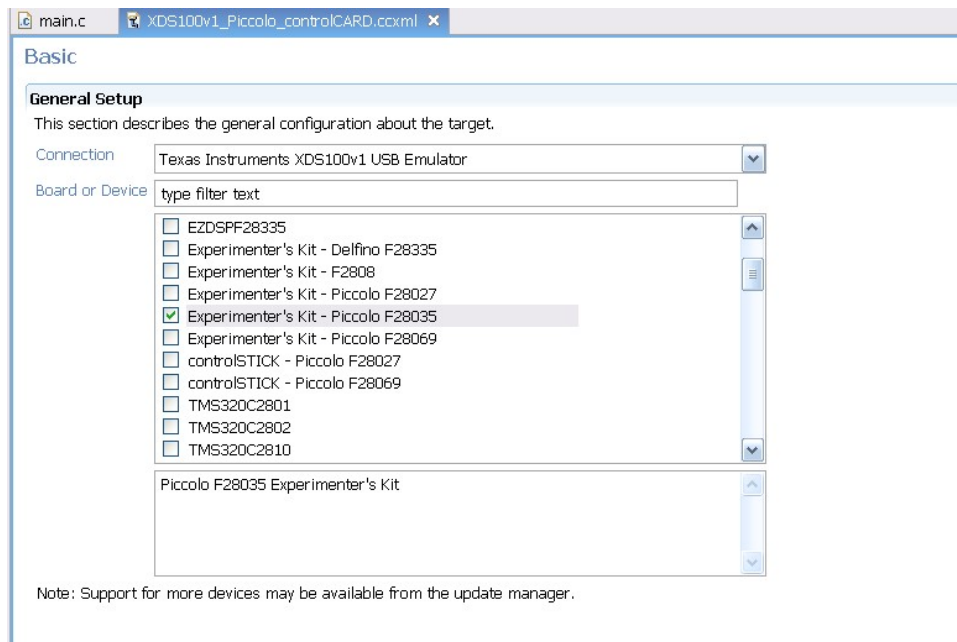 main.c
XDS100v1_Piccolo_controlCARD.ccxml
Basic
General Setup
This section describes the general configuration about the target.
Connection Texas Instruments XDS100v1 USB Emulator
Board or Device type filter text
EZDSPF28335
Experimenter's Kit - Delfino F28335
Experimenter's Kit - F2808
Experimenter's Kit - Piccolo F28027
Experimenter's Kit - Piccolo F28035
Experimenter's Kit - Piccolo F28069
controlSTICK - Piccolo F28027
controlSTICK - Piccolo F28069
TMS320C2801
TMS320C2802
TMS320C2810
Piccolo F28035 Experimenter's Kit
Note: Support for more devices may be available from the update manager.